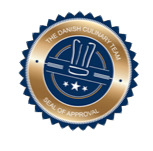 THE DANISH CULINARY TEAM
SEAL OF APPROVAL